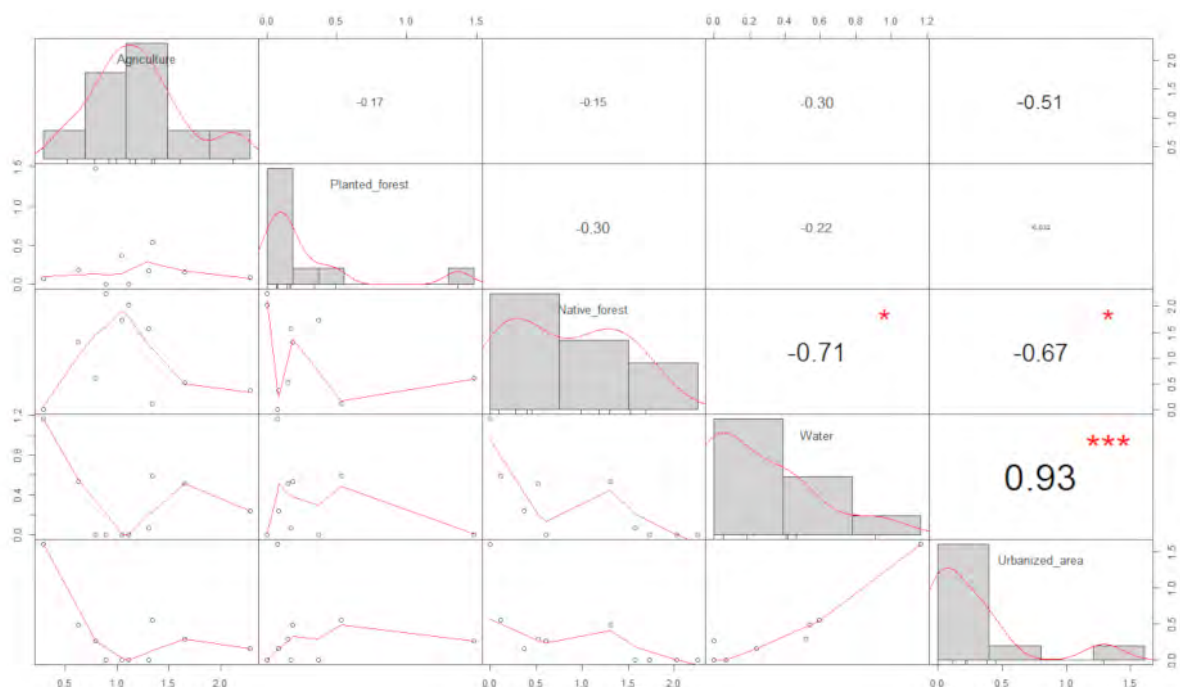 0.0 0.5 1.0 1.5 0.0 0.2 0.4 0.6 0.8 1.0 1.2
Agriculture -0.17 -0.15 -0.30 -0.51 0.5 1.0 1.5 2.0
0.0 0.5 1.0 1.5 Planted_forest -0.30 -0.22
Native_forest -0.71 * -0.67 * 0.0 0.5 1.0 1.5 2.0
0.0 0.4 0.8 1.2 Water 0.93 ***
Urbanized_area 0.0 0.5 1.0 1.5
0.5 1.0 1.5 2.0 0.0 0.5 1.0 1.5 2.0 0.0 0.5 1.0 1.5